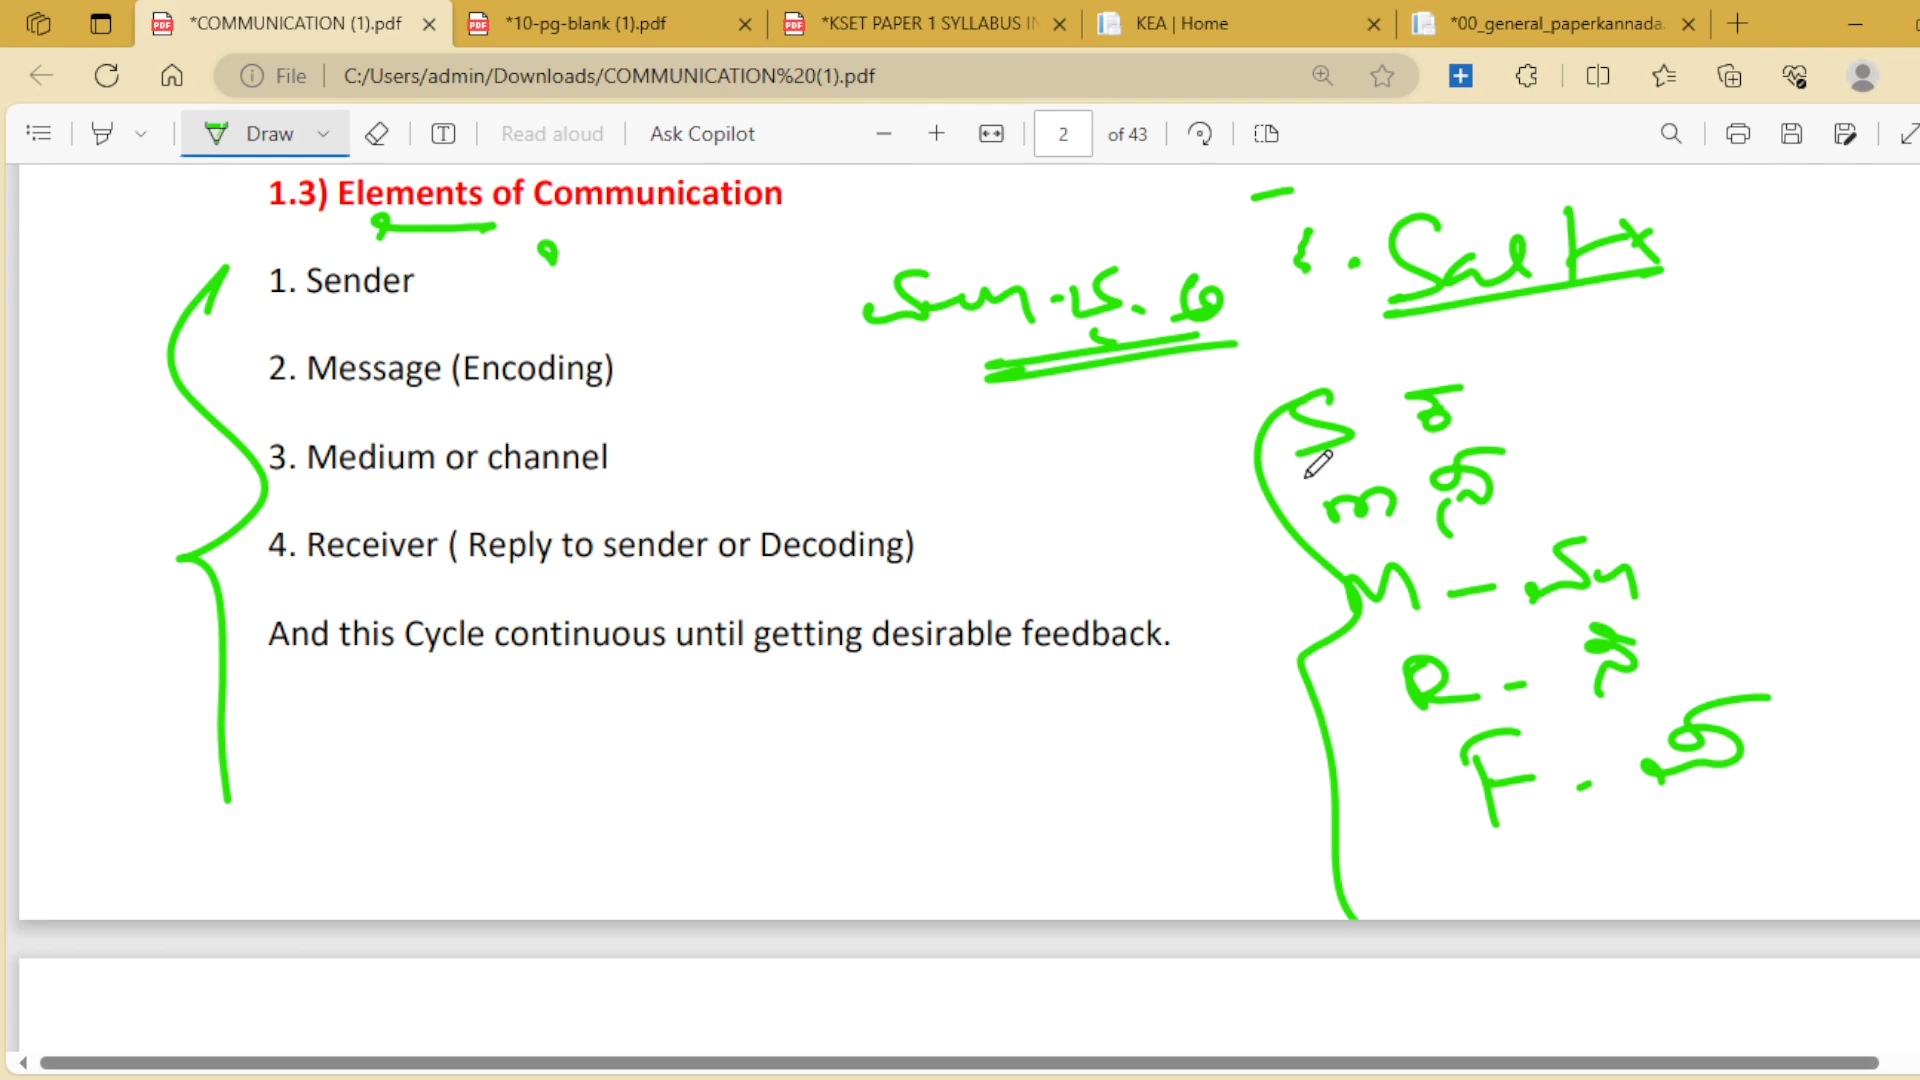 *COMMUNICATION (1).pdf *10-pg-blank (1).pdf *KSET PAPER 1 SYLLABUS IN KEA | Home *00_general_paperkannada.
File C:/Users/admin/Downloads/COMMUNICATION%20(1).pdf
Draw Read aloud Ask Copilot 2 of 43
1.3) Elements of Communication
1. Sender
2. Message (Encoding)
3. Medium or channel
4. Receiver ( Reply to sender or Decoding)
And this Cycle continuous until getting desirable feedback.
S
m
M -
R -
F .